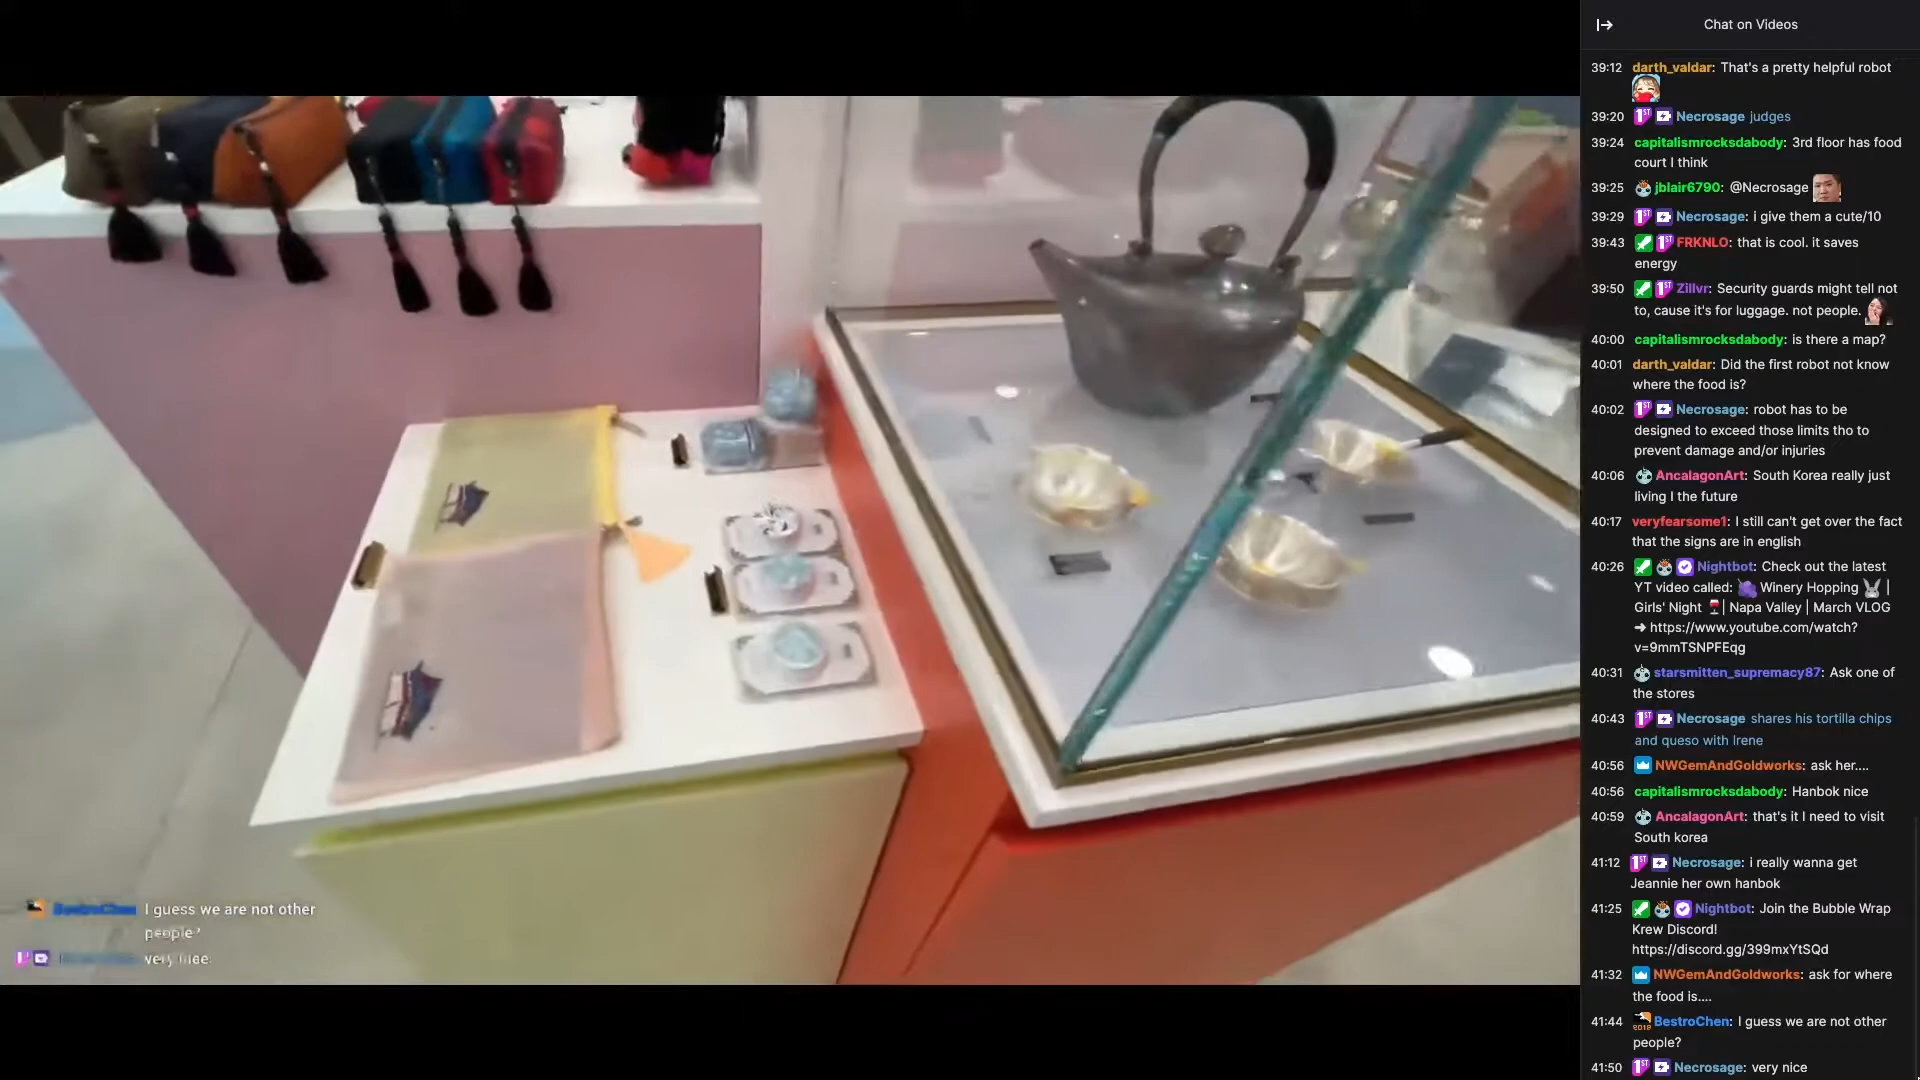 I guess we are not other
people?
very nice
Chat on Videos
39:12 darth_valdar: That's a pretty helpful robot
39:20 Necrosage judges
39:24 capitalismrocksdabody: 3rd floor has food
court I think
39:25 jblair6790: @Necrosage
39:29 Necrosage: i give them a cute/10
39:43 FRKNLO: that is cool. it saves
energy
39:50 Zillvr: Security guards might tell not
to, cause it's for luggage. not people.
40:00 capitalismrocksdabody: is there a map?
40:01 darth_valdar: Did the first robot not know
where the food is?
40:02 Necrosage: robot has to be
designed to exceed those limits tho to
prevent damage and/or injuries
40:06 AncalagonArt: South Korea really just
living I the future
40:17 veryfearsome1: I still can't get over the fact
that the signs are in english
40:26 Nightbot: Check out the latest
YT video called: 🍇 Winery Hopping 🐰 |
Girls' Night 🍷| Napa Valley | March VLOG
➜ https://www.youtube.com/watch?
v=9mmTSNPFEqg
40:31 starsmitten_supremacy87: Ask one of
the stores
40:43 Necrosage shares his tortilla chips
and queso with Irene
40:56 NWGemAndGoldworks: ask her....
40:56 capitalismrocksdabody: Hanbok nice
40:59 AncalagonArt: that's it I need to visit
South korea
41:12 Necrosage: i really wanna get
Jeannie her own hanbok
41:25 Nightbot: Join the Bubble Wrap
Krew Discord!
https://discord.gg/399mxYtSQd
41:32 NWGemAndGoldworks: ask for where
the food is....
41:44 BestroChen: I guess we are not other
people?
41:50 Necrosage: very nice